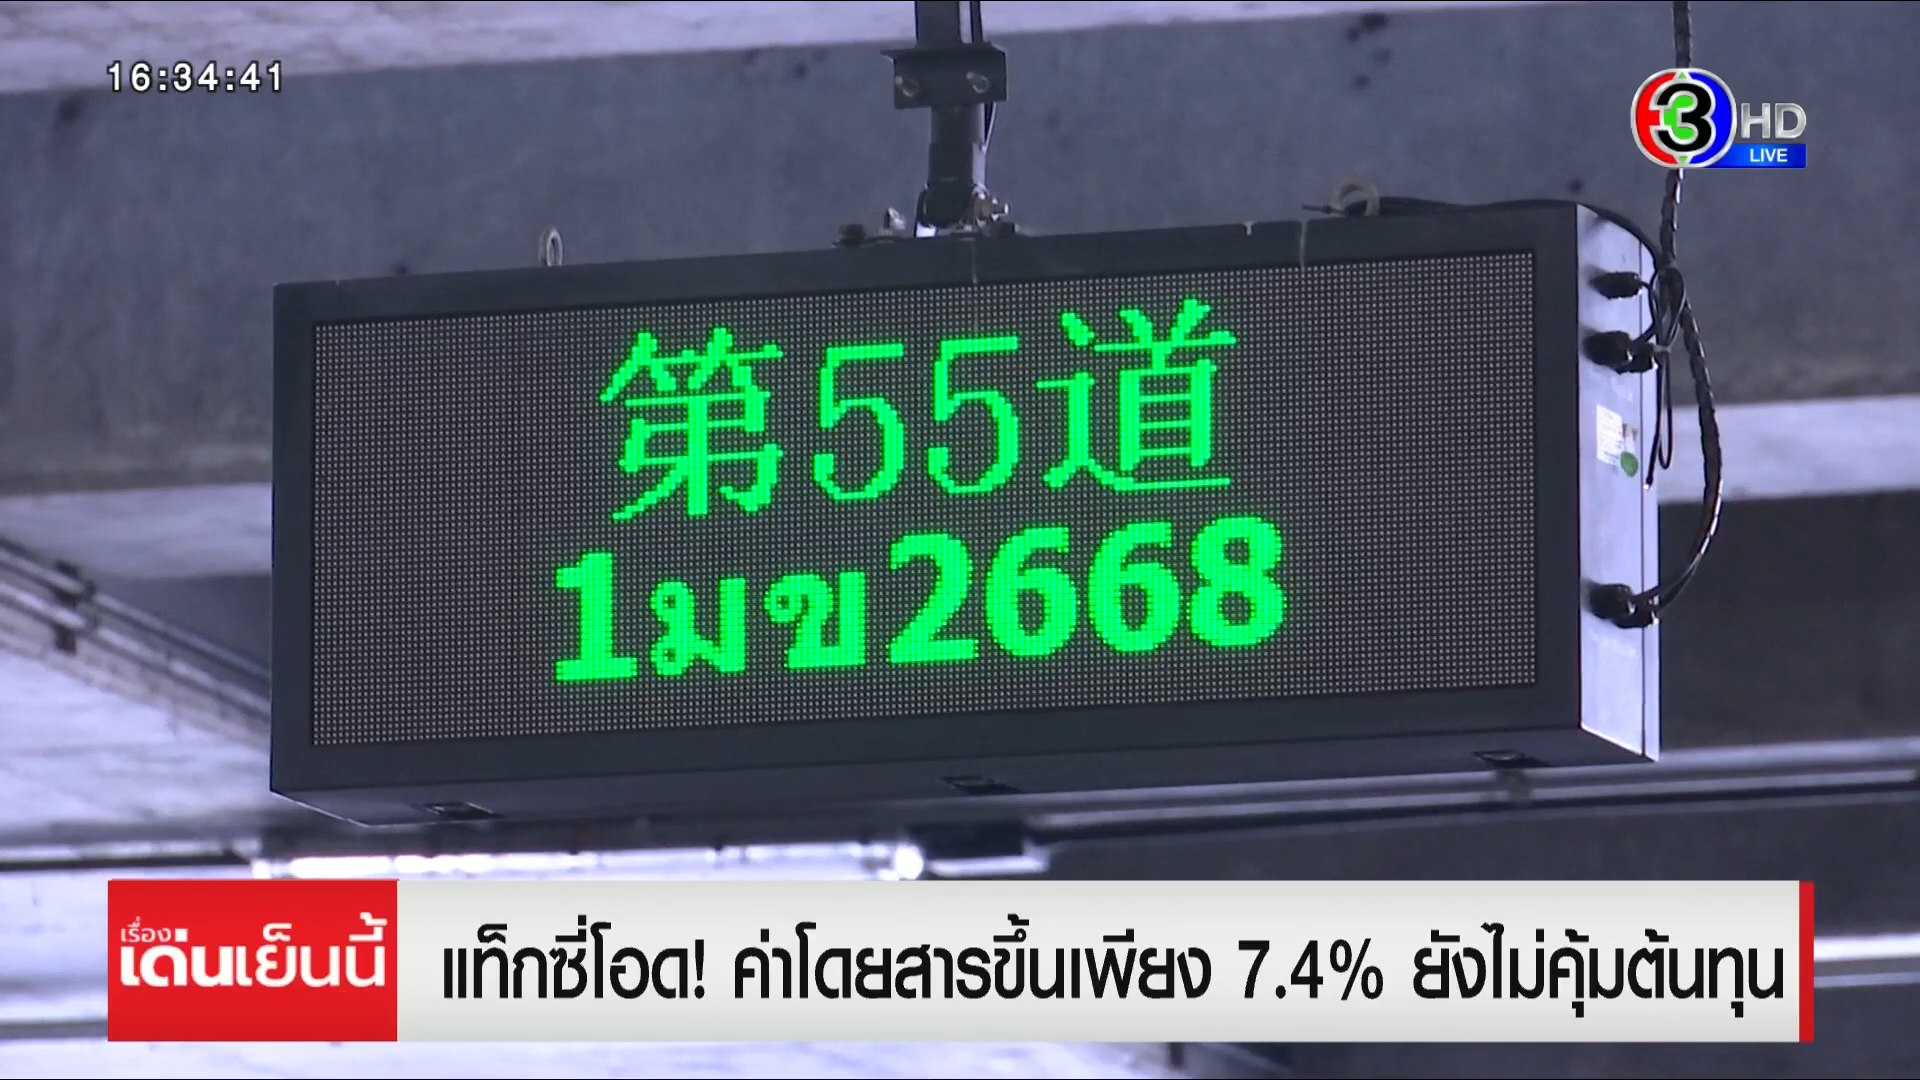 16:34:41
3 HD
LIVE
第55道
1มข2668
เรื่อง
เด่นเย็นนี้
แท็กซี่โอด! ค่าโดยสารขึ้นเพียง 7.4% ยังไม่คุ้มต้นทุน